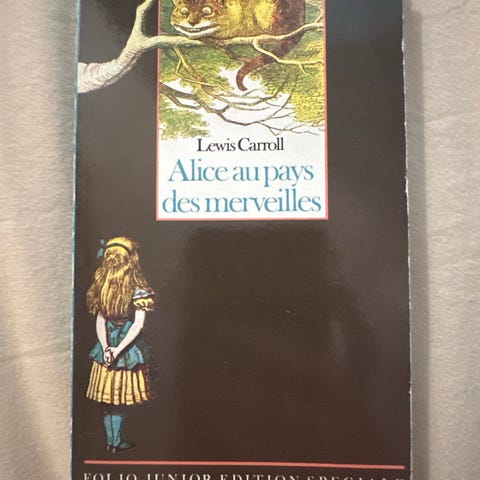 Lewis Carroll
Alice au pays
des merveilles
FOLIO JUNIOR EDITION SPECIALE